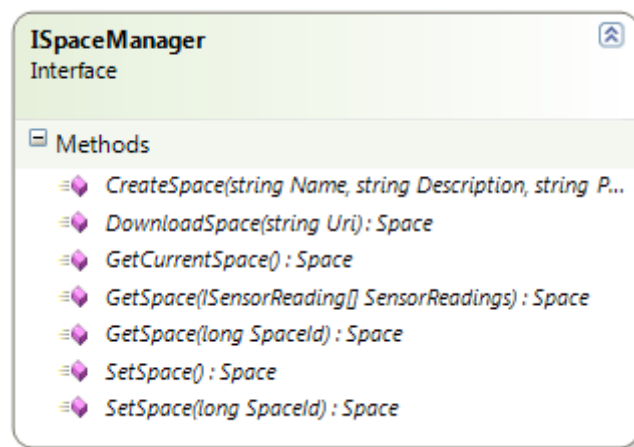 ISpaceManager
Interface
Methods
CreateSpace(string Name, string Description, string P...
DownloadSpace(string Uri) : Space
GetCurrentSpace() : Space
GetSpace(ISensorReading[] SensorReadings) : Space
GetSpace(long SpaceId) : Space
SetSpace() : Space
SetSpace(long SpaceId) : Space